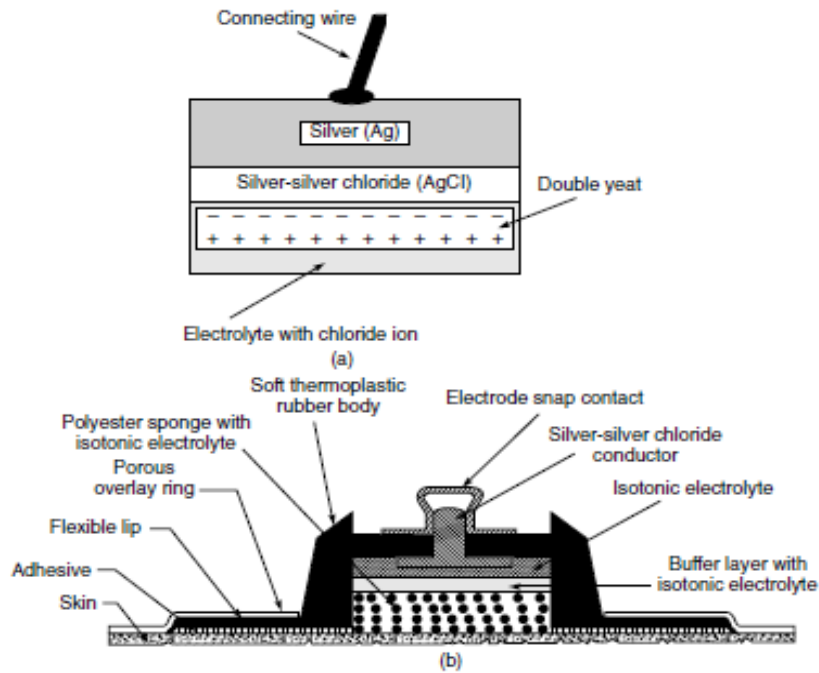 Connecting wire
Silver (Ag)
Silver-silver chloride (AgCl)
Double yeat
– – – – – – – – – – – –
+ + + + + + + + + + + +
Electrolyte with chloride ion
(a)
Soft thermoplastic
rubber body
Electrode snap contact
Polyester sponge with
isotonic electrolyte
Silver-silver chloride
conductor
Porous
overlay ring
Isotonic electrolyte
Flexible lip
Buffer layer with
isotonic electrolyte
Adhesive
Skin
(b)